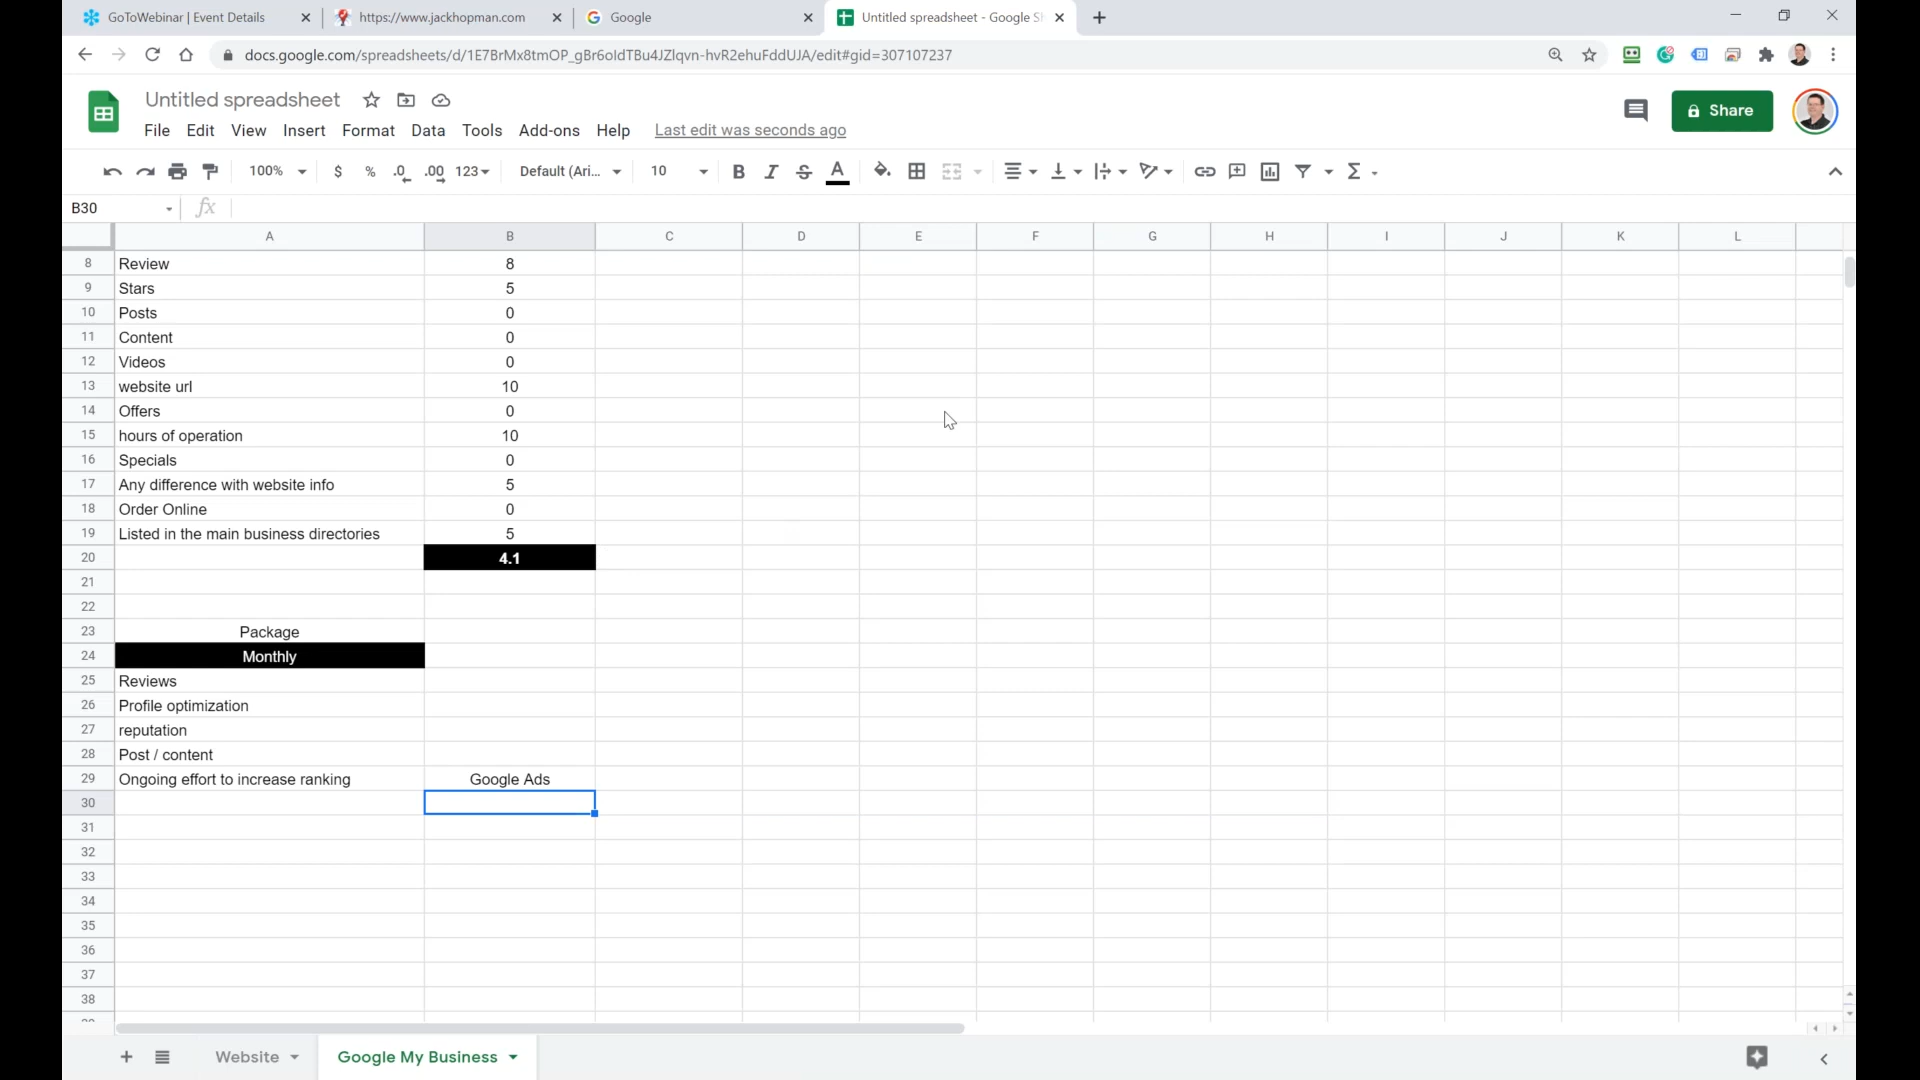 GoToWebinar | Event Details
https://www.jackhopman.com
Google
Untitled spreadsheet - Google Sh
docs.google.com/spreadsheets/d/1E7BrMx8tmOP_gBr6oIdTBu4JZlqvn-hvR2ehuFddUJA/edit#gid=307107237
Untitled spreadsheet
Share
File Edit View Insert Format Data Tools Add-ons Help Last edit was seconds ago
100% $ % .0 .00 123 Default (Ari... 10 B I S A Σ
B30 fx
A B C D E F G H I J K L
8 Review 8
9 Stars 5
10 Posts 0
11 Content 0
12 Videos 0
13 website url 10
14 Offers 0
15 hours of operation 10
16 Specials 0
17 Any difference with website info 5
18 Order Online 0
19 Listed in the main business directories 5
20 4.1
21
22
23 Package
24 Monthly
25 Reviews
26 Profile optimization
27 reputation
28 Post / content
29 Ongoing effort to increase ranking Google Ads
30
31
32
33
34
35
36
37
38
Website Google My Business